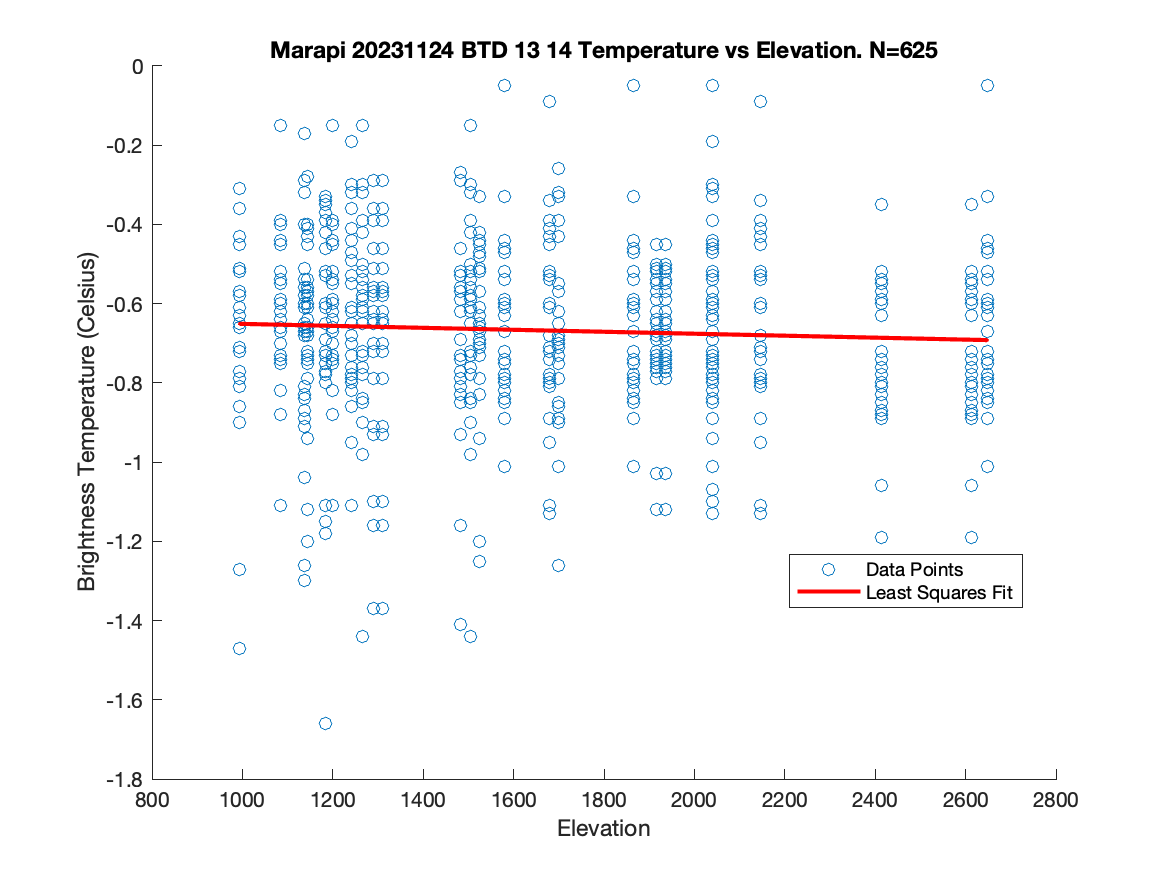 Marapi 20231124 BTD 13 14 Temperature vs Elevation. N=625
0
-0.2
-0.4
-0.6
-0.8
-1
-1.2
-1.4
-1.6
-1.8
Brightness Temperature (Celsius)
Data Points
Least Squares Fit
800 1000 1200 1400 1600 1800 2000 2200 2400 2600 2800
Elevation